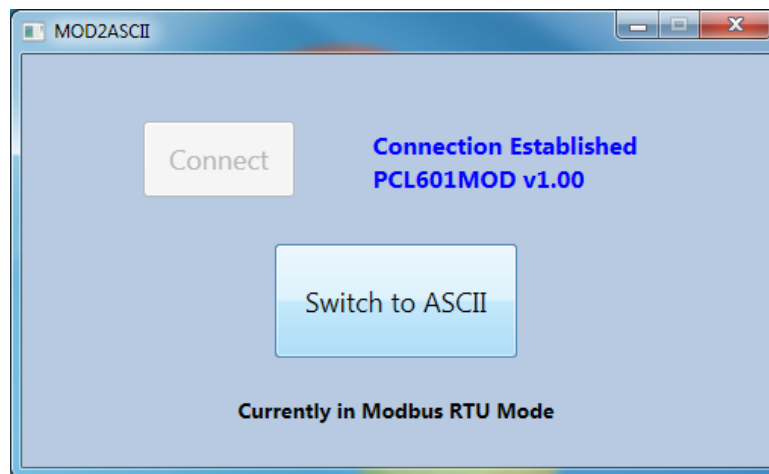 MOD2ASCII
Connect
Connection Established
PCL601MOD v1.00
Switch to ASCII
Currently in Modbus RTU Mode